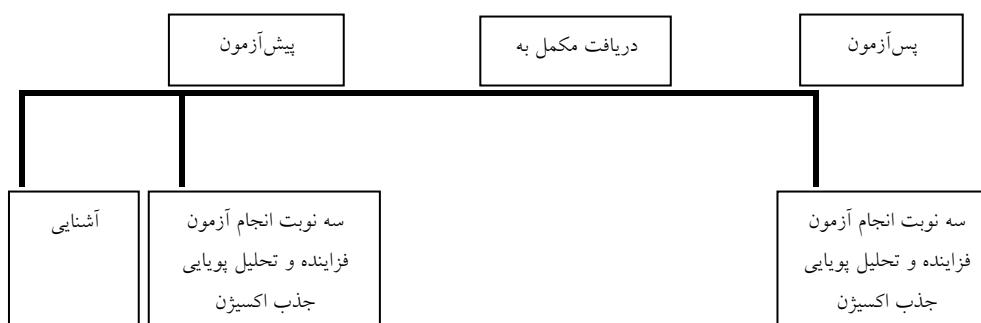 پیش‌آزمون
دریافت مکمل به
پس‌آزمون
آشنایی
سه نوبت انجام آزمون
فزاینده و تحلیل پویایی
جذب اکسیژن
سه نوبت انجام آزمون
فزاینده و تحلیل پویایی
جذب اکسیژن